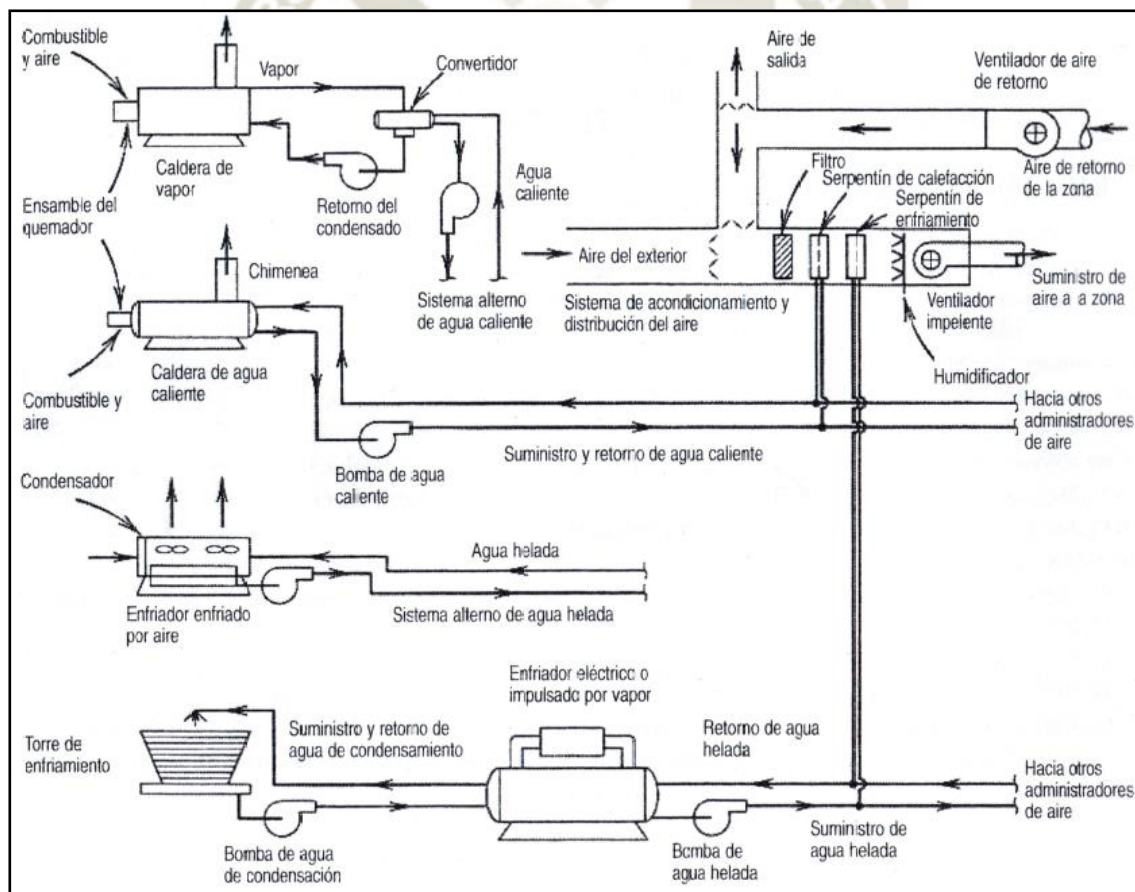 Combustible
y aire
Vapor
Convertidor
Caldera de
vapor
Retorno del
condensado
Agua
caliente
Ensamble del
quemador
Chimenea
Sistema alterno
de agua caliente
Caldera de agua
caliente
Combustible y
aire
Bomba de agua
caliente
Suministro y retorno de agua caliente
Aire de
salida
Ventilador de aire
de retorno
Filtro
Serpentín de calefacción
Serpentín de
enfriamiento
Aire de retorno
de la zona
Aire del exterior
Sistema de acondicionamiento y
distribución del aire
Ventilador
impelente
Suministro de
aire a a zona
Humidificador
Hacia otros
administradores
de aire
Condensador
Agua helada
Enfriador enfriado
por aire
Sistema alterno de agua helada
Enfriador eléctrico o
impulsado por vapor
Torre de
enfriamiento
Suministro y retorno de
agua de condensamiento
Retorno de agua
helada
Hacia otros
administradores
de aire
Bomba de agua
de condensación
Bomba de
agua helada
Suministro de
agua helada